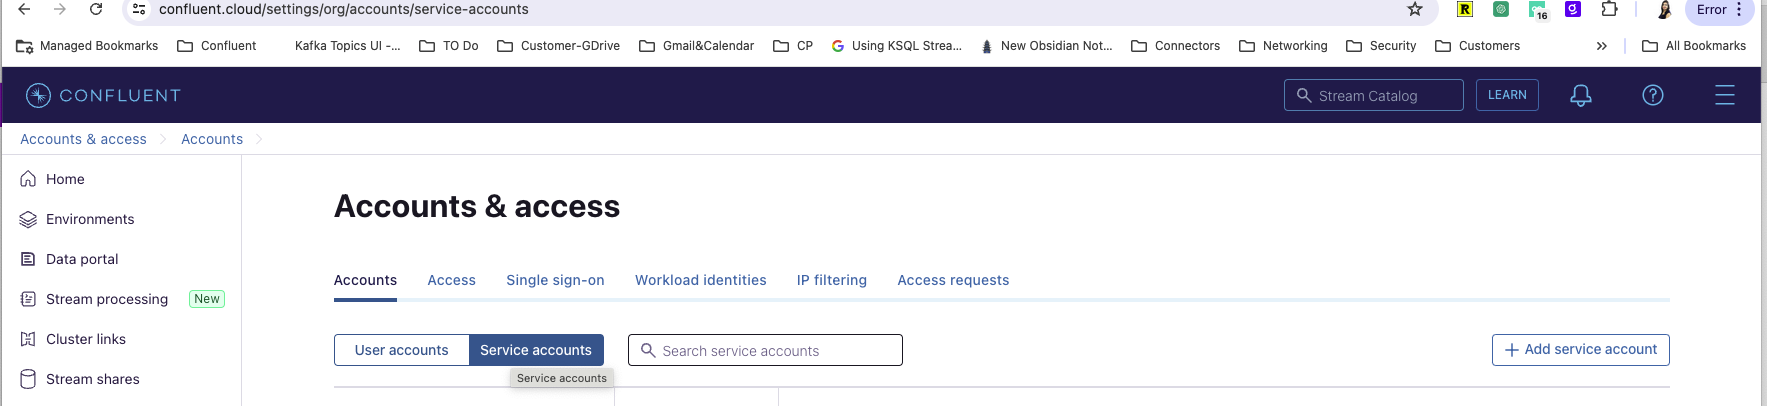 confluent.cloud/settings/org/accounts/service-accounts
16
Error
Managed Bookmarks Confluent Kafka Topics UI -... TO Do Customer-GDrive Gmail&Calendar CP Using KSQL Strea... New Obsidian Not... Connectors Networking Security Customers » All Bookmarks
CONFLUENT
Stream Catalog
LEARN
Accounts & access
Accounts
Home
Environments
Data portal
Stream processing New
Cluster links
Stream shares
Accounts & access
Accounts Access Single sign-on Workload identities IP filtering Access requests
User accounts Service accounts Search service accounts + Add service account
Service accounts